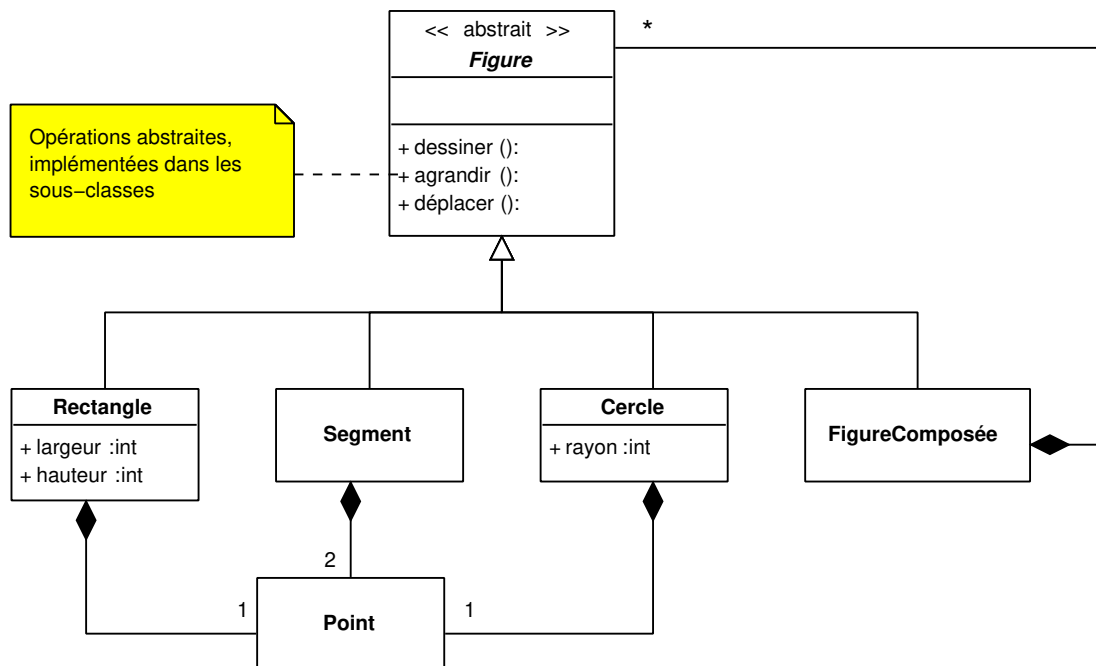 << abstrait >>
*
Figure
Opérations abstraites,
implémentées dans les
sous–classes
+ dessiner ():
+ agrandir ():
+ déplacer ():
Rectangle
+ largeur :int
+ hauteur :int
Segment
Cercle
+ rayon :int
FigureComposée
2
1
1
Point